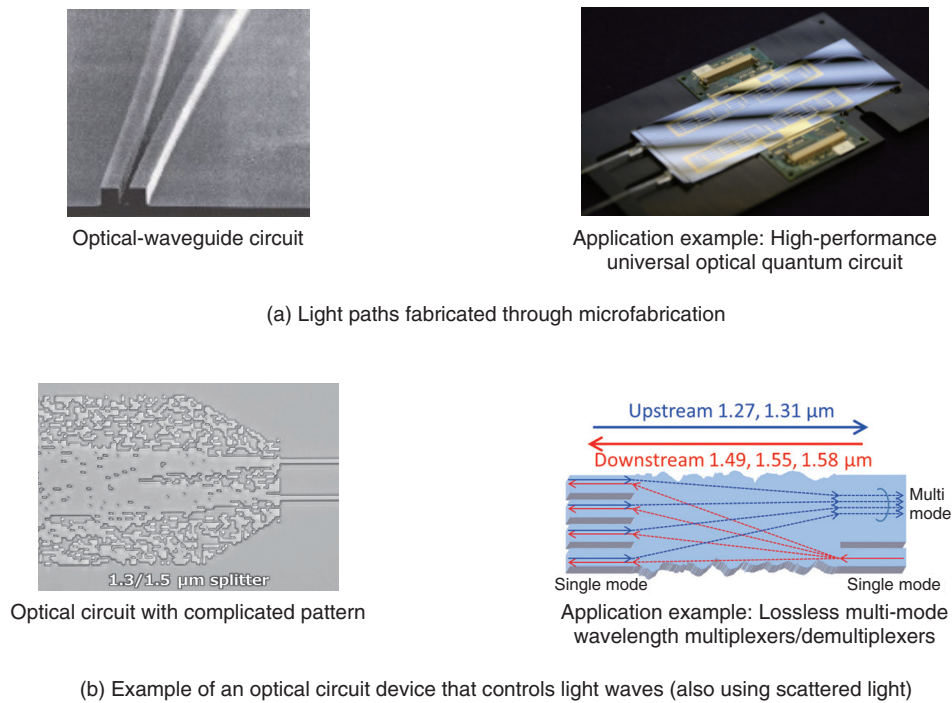 Optical-waveguide circuit
Application example: High-performance
universal optical quantum circuit
(a) Light paths fabricated through microfabrication
1.3/1.5 µm splitter
Optical circuit with complicated pattern
Upstream 1.27, 1.31 µm
Downstream 1.49, 1.55, 1.58 µm
Multi
mode
Single mode
Single mode
Application example: Lossless multi-mode
wavelength multiplexers/demultiplexers
(b) Example of an optical circuit device that controls light waves (also using scattered light)